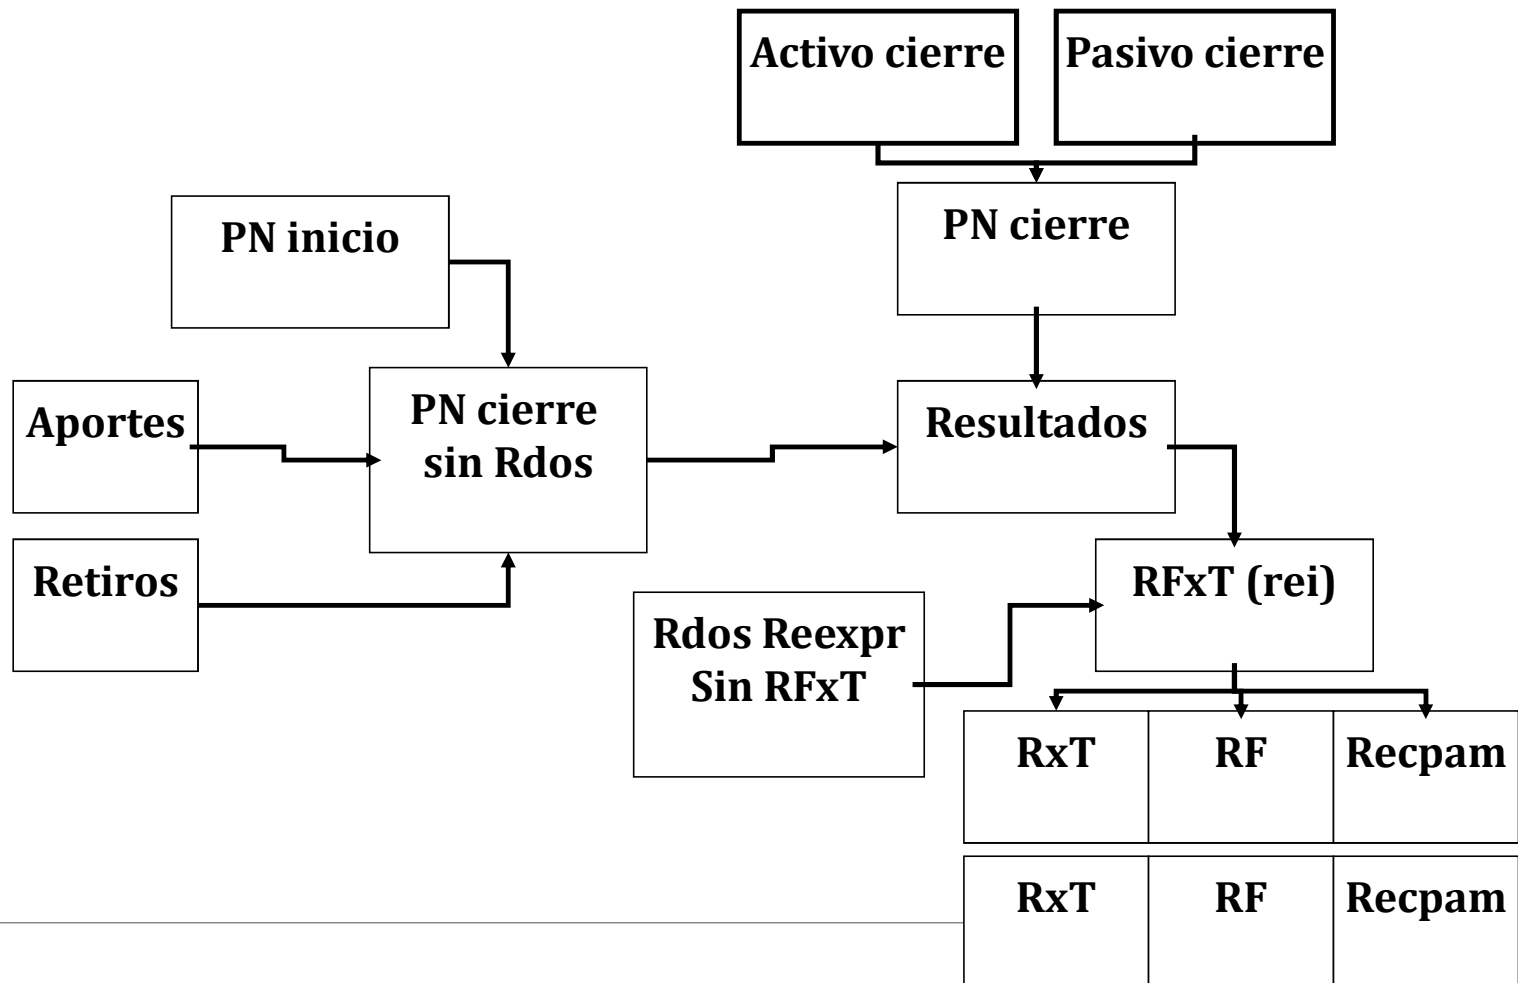 Activo cierre
Pasivo cierre
PN inicio
PN cierre
Aportes
PN cierre
sin Rdos
Resultados
Retiros
RFxT (rei)
Rdos Reexpr
Sin RFxT
RxT
RF
Recpam
RxT
RF
Recpam